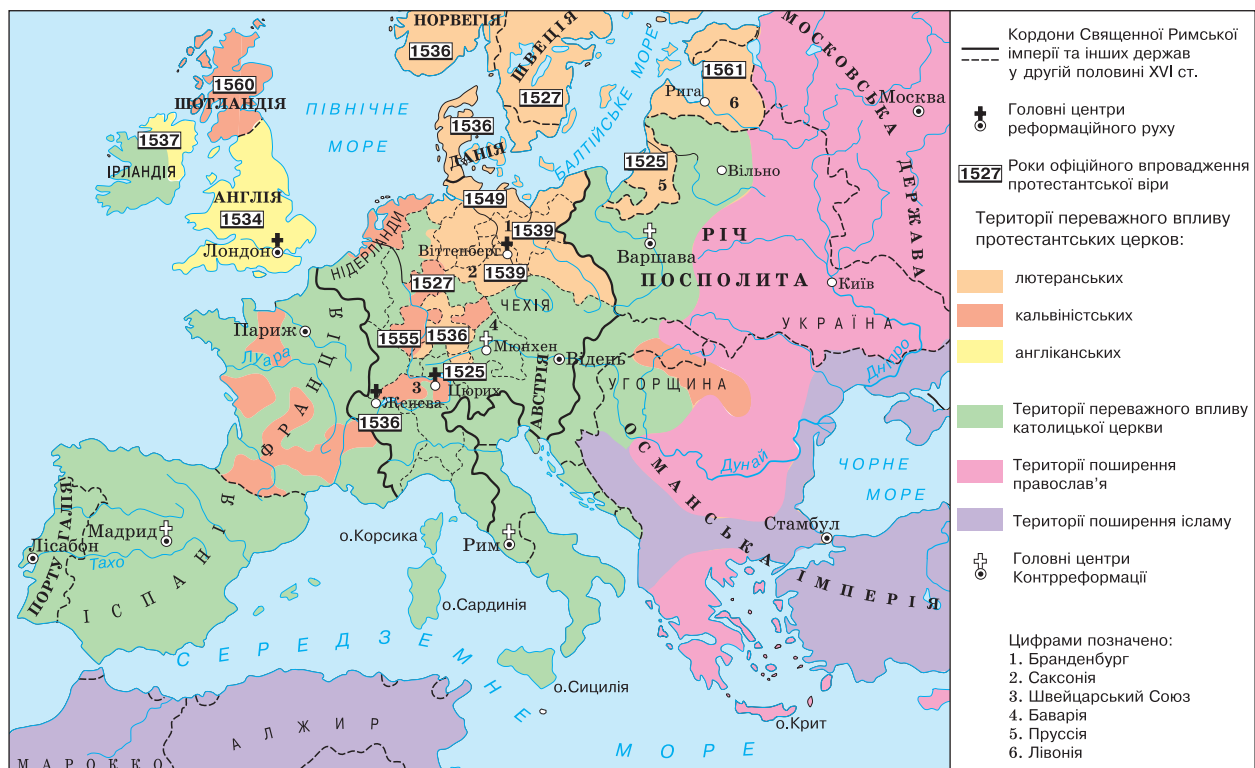 НОРВЕГІЯ
1536
ШВЕЦІЯ
1527
1561
Рига
6
МОСКОВСЬКА
ДЕРЖАВА
Москва
1560
ШОТЛАНДІЯ
ПІВНІЧНЕ
МОРЕ
1536
ДАНІЯ
БАЛТІЙСЬКЕ МОРЕ
1537
ІРЛАНДІЯ
1525
5
Вільно
АНГЛІЯ
1534
Лондон
НІДЕРЛАНДИ
1549
1
1539
Віттенберг
2
1539
Варшава
РІЧ
ПОСПОЛИТА
Київ
1527
ЧЕХІЯ
УКРАЇНА
Дніпро
Париж
Луара
ФРАНЦІЯ
1555
1536
4
Мюнхен
Відень
1525
3
Цюрих
Женева
1536
АВСТРІЯ
УГОРЩИНА
ОСМАНСЬКА ІМПЕРІЯ
Дунай
ЧОРНЕ
МОРЕ
Стамбул
ПОРТУГАЛІЯ
Лісабон
Мадрид
Тахо
ІСПАНІЯ
о.Корсика
Рим
о.Сардинія
СЕРЕДЗЕМНЕ
МОРЕ
о.Сицилія
о.Крит
МАРОККО
АЛЖИР
Кордони Священної Римської
імперії та інших держав
у другій половині XVI ст.
Головні центри
реформаційного руху
1527
Роки офіційного впровадження
протестантської віри
Території переважного впливу
протестантських церков:
лютеранських
кальвіністських
англіканських
Території переважного впливу
католицької церкви
Території поширення
православ'я
Території поширення ісламу
Головні центри
Контрреформації
Цифрами позначено:
1. Бранденбург
2. Саксонія
3. Швейцарський Союз
4. Баварія
5. Пруссія
6. Лівонія